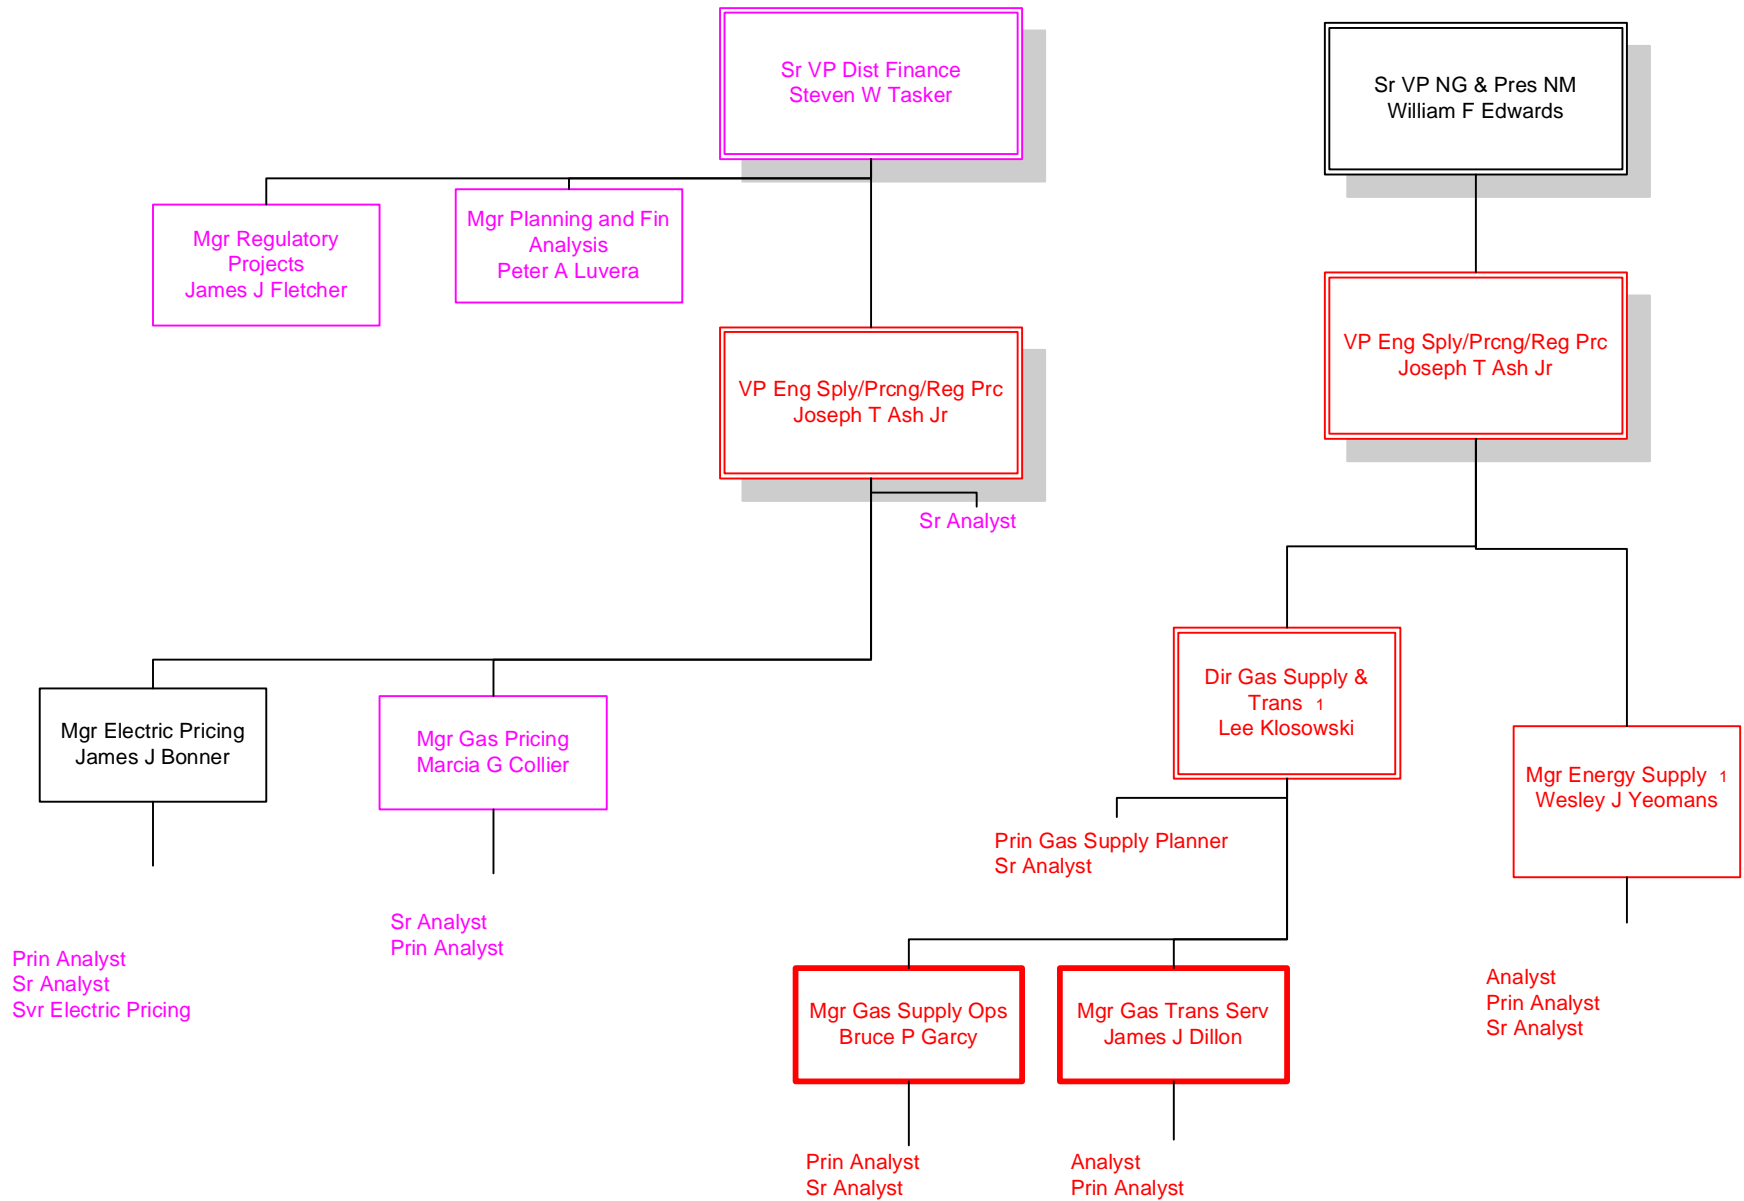 Sr VP Dist Finance
Steven W Tasker
Sr VP NG & Pres NM
William F Edwards
Mgr Regulatory
Projects
James J Fletcher
Mgr Planning and Fin
Analysis
Peter A Luvera
VP Eng Sply/Prcng/Reg Prc
Joseph T Ash Jr
VP Eng Sply/Prcng/Reg Prc
Joseph T Ash Jr
Sr Analyst
Mgr Electric Pricing
James J Bonner
Mgr Gas Pricing
Marcia G Collier
Dir Gas Supply &
Trans 1
Lee Klosowski
Mgr Energy Supply 1
Wesley J Yeomans
Prin Gas Supply Planner
Sr Analyst
Prin Analyst
Sr Analyst
Svr Electric Pricing
Sr Analyst
Prin Analyst
Mgr Gas Supply Ops
Bruce P Garcy
Mgr Gas Trans Serv
James J Dillon
Analyst
Prin Analyst
Sr Analyst
Prin Analyst
Sr Analyst
Analyst
Prin Analyst